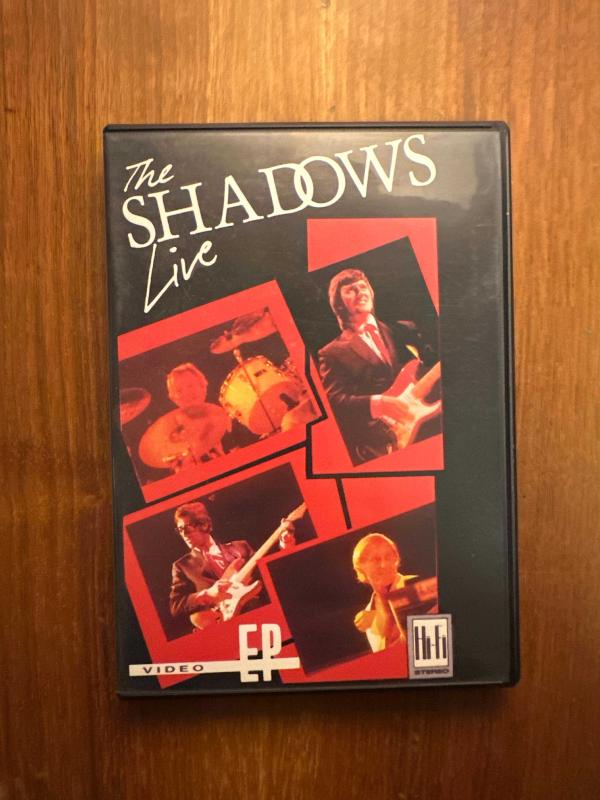 The
SHADOWS
Live
VIDEO EP
Hi-Fi
STEREO